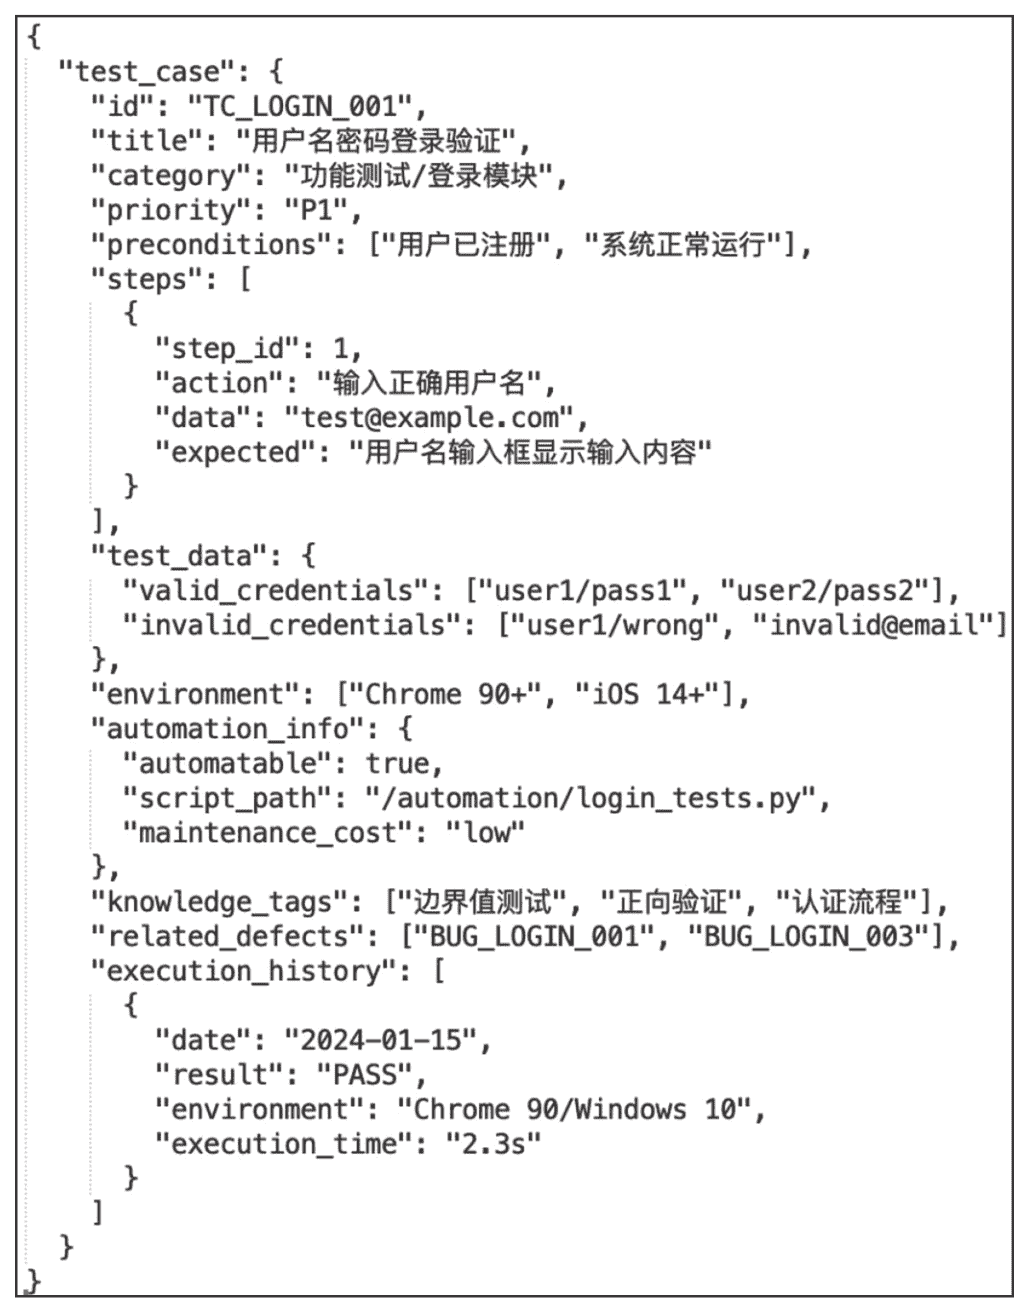 {
  "test_case": {
    "id": "TC_LOGIN_001",
    "title": "用户名密码登录验证",
    "category": "功能测试/登录模块",
    "priority": "P1",
    "preconditions": ["用户已注册", "系统正常运行"],
    "steps": [
      {
        "step_id": 1,
        "action": "输入正确用户名",
        "data": "test@example.com",
        "expected": "用户名输入框显示输入内容"
      }
    ],
    "test_data": {
      "valid_credentials": ["user1/pass1", "user2/pass2"],
      "invalid_credentials": ["user1/wrong", "invalid@email"]
    },
    "environment": ["Chrome 90+", "iOS 14+"],
    "automation_info": {
      "automatable": true,
      "script_path": "/automation/login_tests.py",
      "maintenance_cost": "low"
    },
    "knowledge_tags": ["边界值测试", "正向验证", "认证流程"],
    "related_defects": ["BUG_LOGIN_001", "BUG_LOGIN_003"],
    "execution_history": [
      {
        "date": "2024-01-15",
        "result": "PASS",
        "environment": "Chrome 90/Windows 10",
        "execution_time": "2.3s"
      }
    ]
  }
}